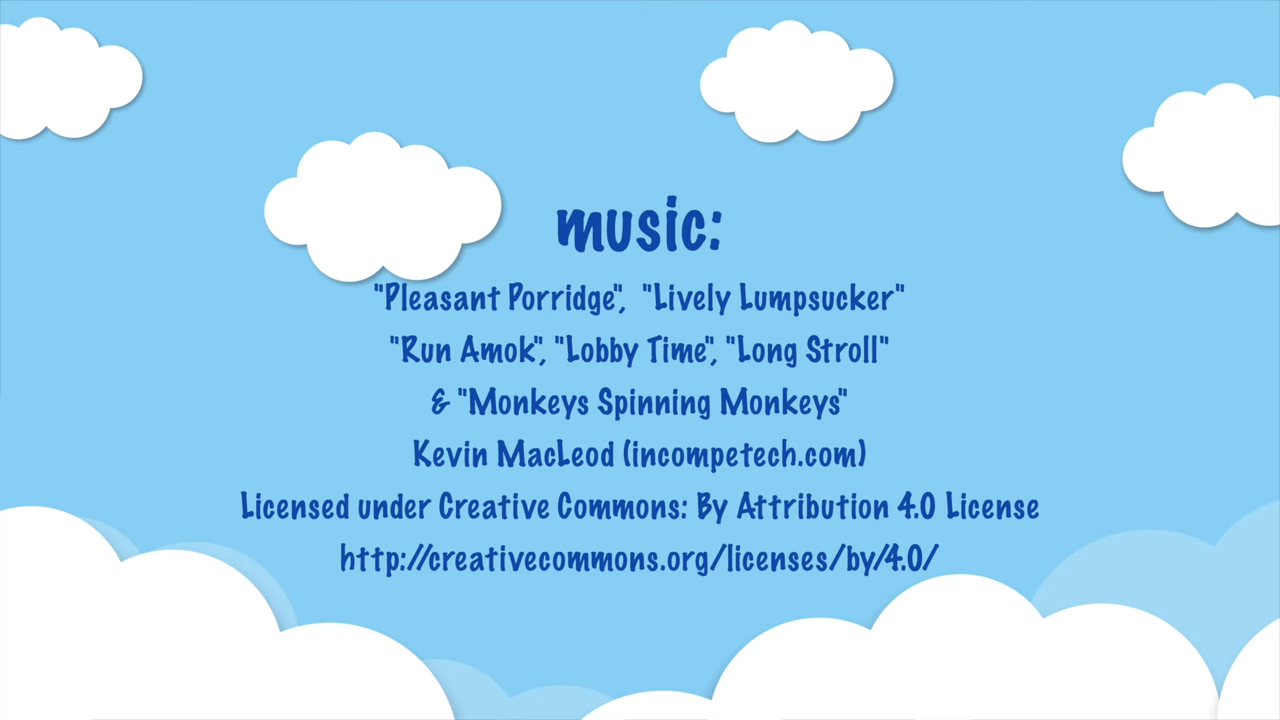 music:
"Pleasant Porridge", "Lively Lumpsucker"
"Run Amok", "Lobby Time", "Long Stroll"
& "Monkeys Spinning Monkeys"
Kevin MacLeod (incompetech.com)
Licensed under Creative Commons: By Attribution 4.0 License
http://creativecommons.org/licenses/by/4.0/